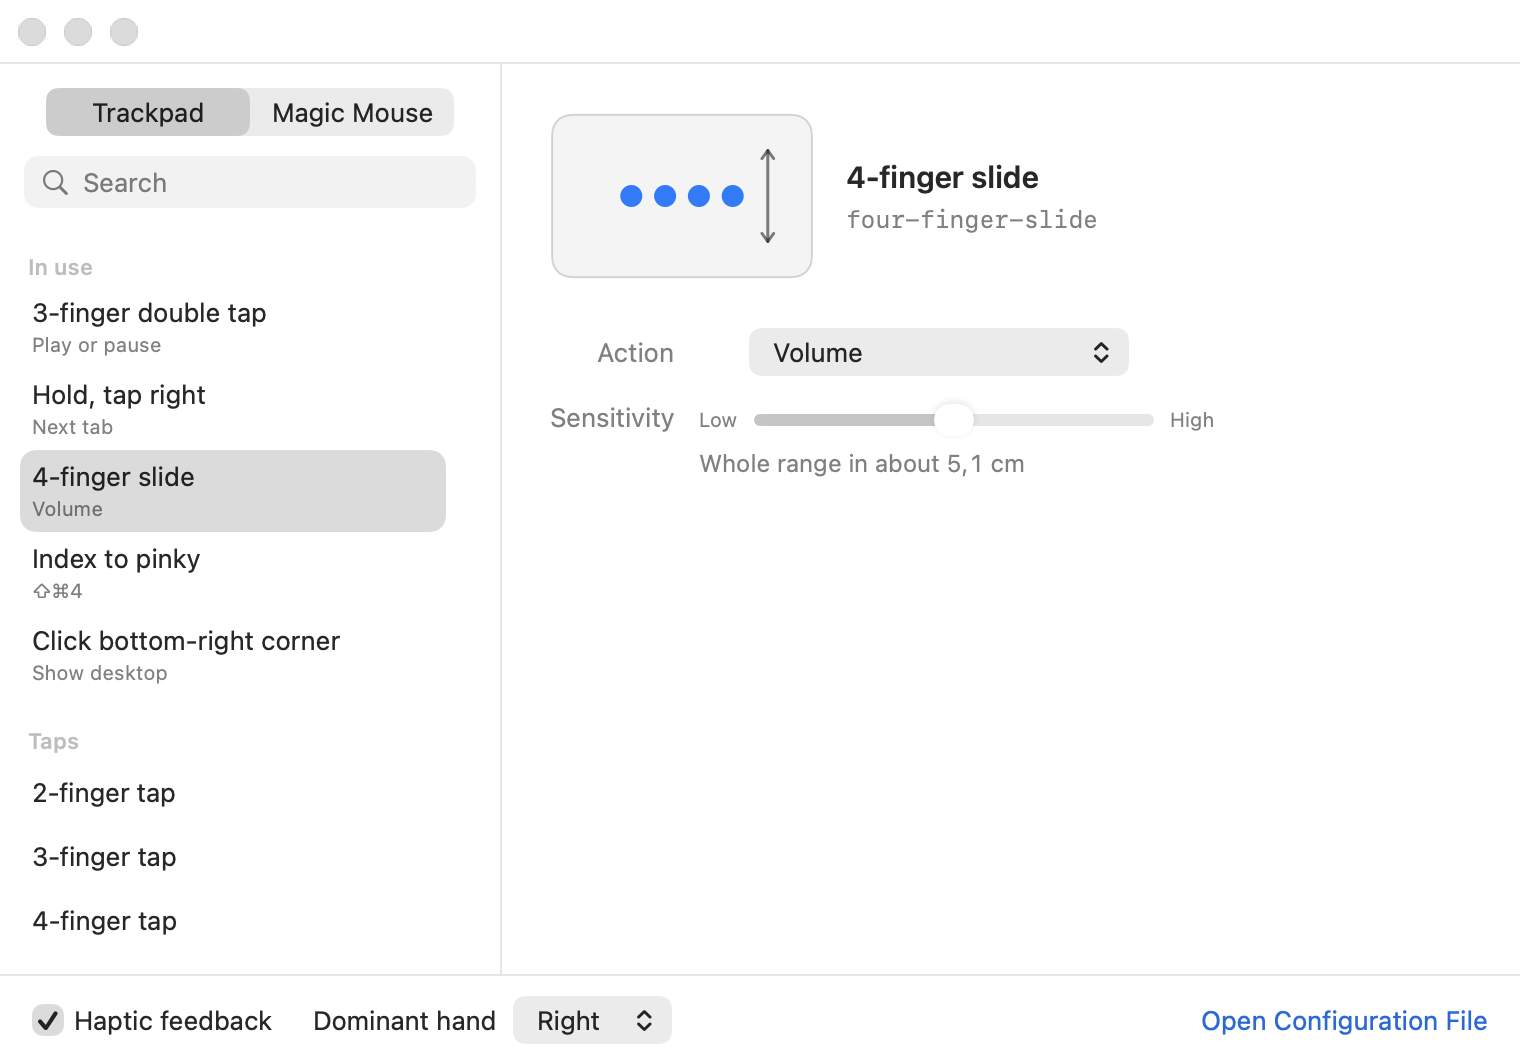 Trackpad
Magic Mouse
Search
In use
3-finger double tap
Play or pause
Hold, tap right
Next tab
4-finger slide
Volume
Index to pinky
⇧⌘4
Click bottom-right corner
Show desktop
Taps
2-finger tap
3-finger tap
4-finger tap
4-finger slide
four-finger-slide
Action
Volume
Sensitivity
Low
High
Whole range in about 5,1 cm
Haptic feedback
Dominant hand
Right
Open Configuration File